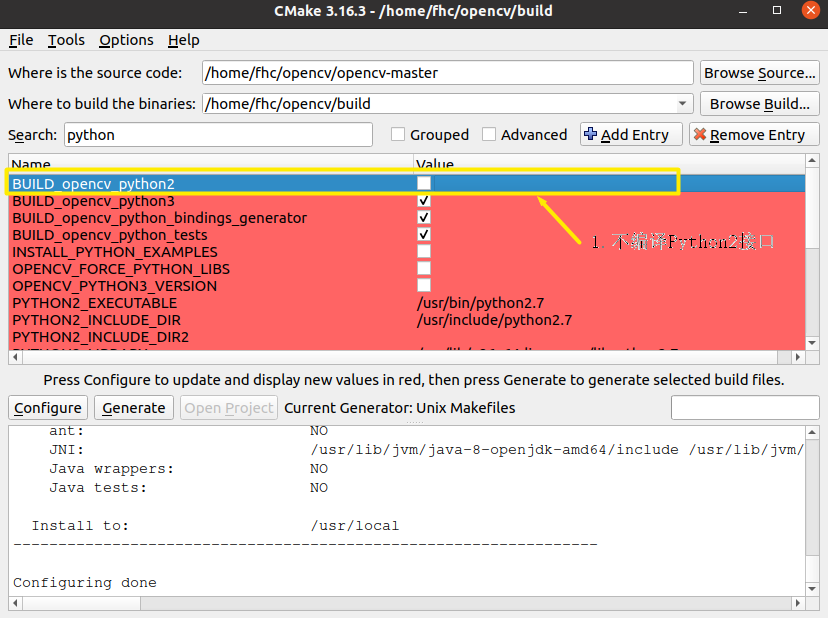 CMake 3.16.3 - /home/fhc/opencv/build
File Tools Options Help
Where is the source code: /home/fhc/opencv/opencv-master Browse Source...
Where to build the binaries: /home/fhc/opencv/build Browse Build...
Search: python Grouped Advanced Add Entry Remove Entry
Name Value
BUILD_opencv_python2
BUILD_opencv_python3
BUILD_opencv_python_bindings_generator
BUILD_opencv_python_tests
1. 不编译Python2接口
INSTALL_PYTHON_EXAMPLES
OPENCV_FORCE_PYTHON_LIBS
OPENCV_PYTHON3_VERSION
PYTHON2_EXECUTABLE /usr/bin/python2.7
PYTHON2_INCLUDE_DIR /usr/include/python2.7
PYTHON2_INCLUDE_DIR2
Press Configure to update and display new values in red, then press Generate to generate selected build files.
Configure Generate Open Project Current Generator: Unix Makefiles
ant: NO
JNI: /usr/lib/jvm/java-8-openjdk-amd64/include /usr/lib/jvm/
Java wrappers: NO
Java tests: NO
Install to: /usr/local
-----------------------------------------------------------------
Configuring done